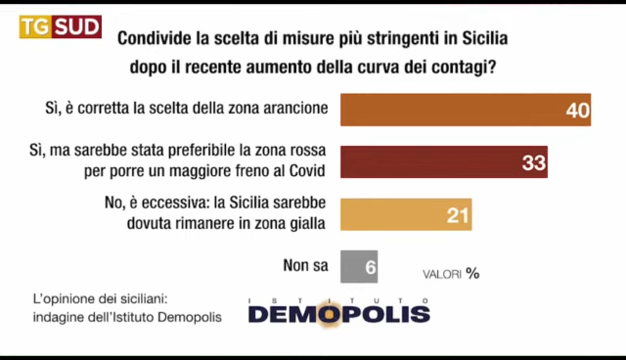 TG SUD
Condivide la scelta di misure più stringenti in Sicilia
dopo il recente aumento della curva dei contagi?
Sì, è corretta la scelta della zona arancione
40
Sì, ma sarebbe stata preferibile la zona rossa
per porre un maggiore freno al Covid
33
No, è eccessiva: la Sicilia sarebbe
dovuta rimanere in zona gialla
21
Non sa
6
VALORI %
L'opinione dei siciliani:
indagine dell'Istituto Demopolis
ISTITUTO
DEMOPOLIS